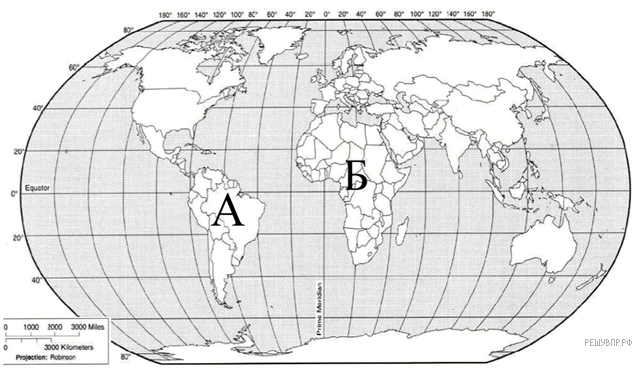 180° 160° 140° 120° 100° 80° 60° 40° 20° 0° 20° 40° 60° 80° 100° 120° 140° 160° 180°
80°
60°
40°
20°
Equator
0°
20°
40°
80°
А
Б
Prime Meridian
0 1000 2000 3000 Miles
0 3000 Kilometers
Projection: Robinson
РЕШУВПР.РФ